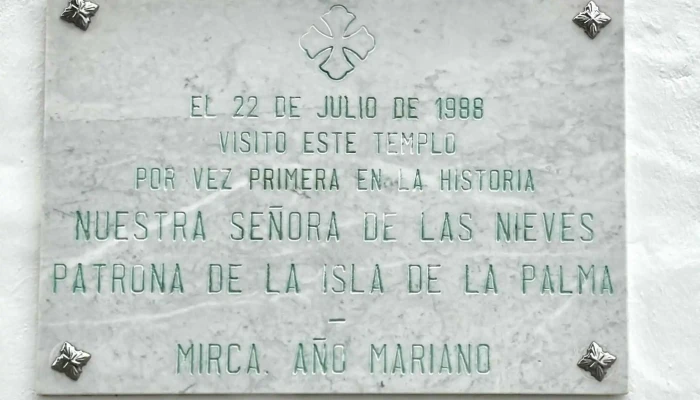 EL 22 DE JULIO DE 1988
VISITO ESTE TEMPLO
POR VEZ PRIMERA EN LA HISTORIA
NUESTRA SEÑORA DE LAS NIEVES
PATRONA DE LA ISLA DE LA PALMA
–
MIRCA. AÑO MARIANO